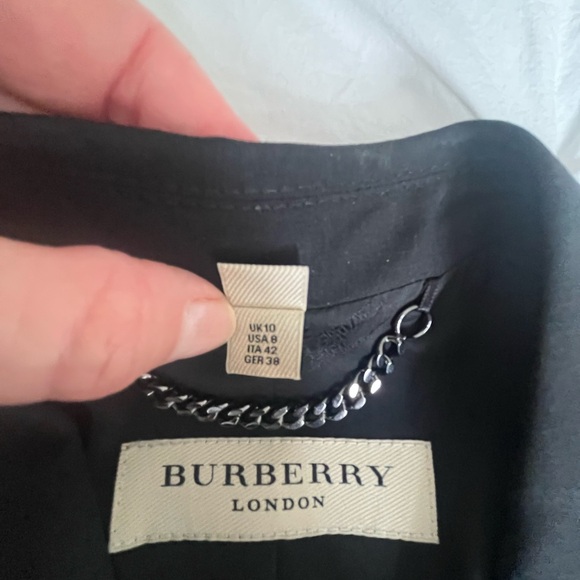 UK 10
USA 8
ITA 42
GER 38
BURBERRY
LONDON